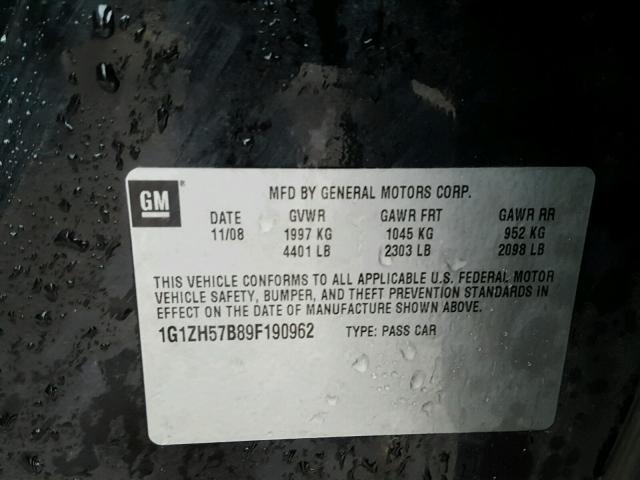 GM®
MFD BY GENERAL MOTORS CORP.
DATE GVWR GAWR FRT GAWR RR
11/08 1997 KG 1045 KG 952 KG
4401 LB 2303 LB 2098 LB
THIS VEHICLE CONFORMS TO ALL APPLICABLE U.S. FEDERAL MOTOR
VEHICLE SAFETY, BUMPER, AND THEFT PREVENTION STANDARDS IN
EFFECT ON THE DATE OF MANUFACTURE SHOWN ABOVE.
1G1ZH57B89F190962 TYPE: PASS CAR